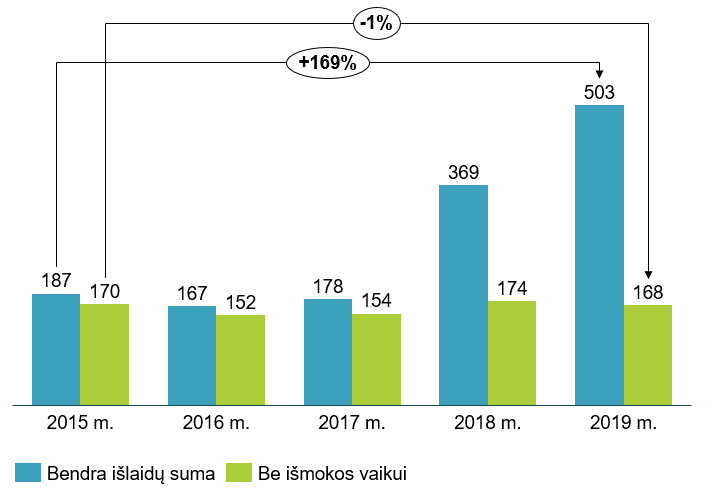 -1%
+169%
503
369
187
170
167
152
178
154
174
168
2015 m.
2016 m.
2017 m.
2018 m.
2019 m.
Bendra išlaidų suma
Be išmokos vaikui